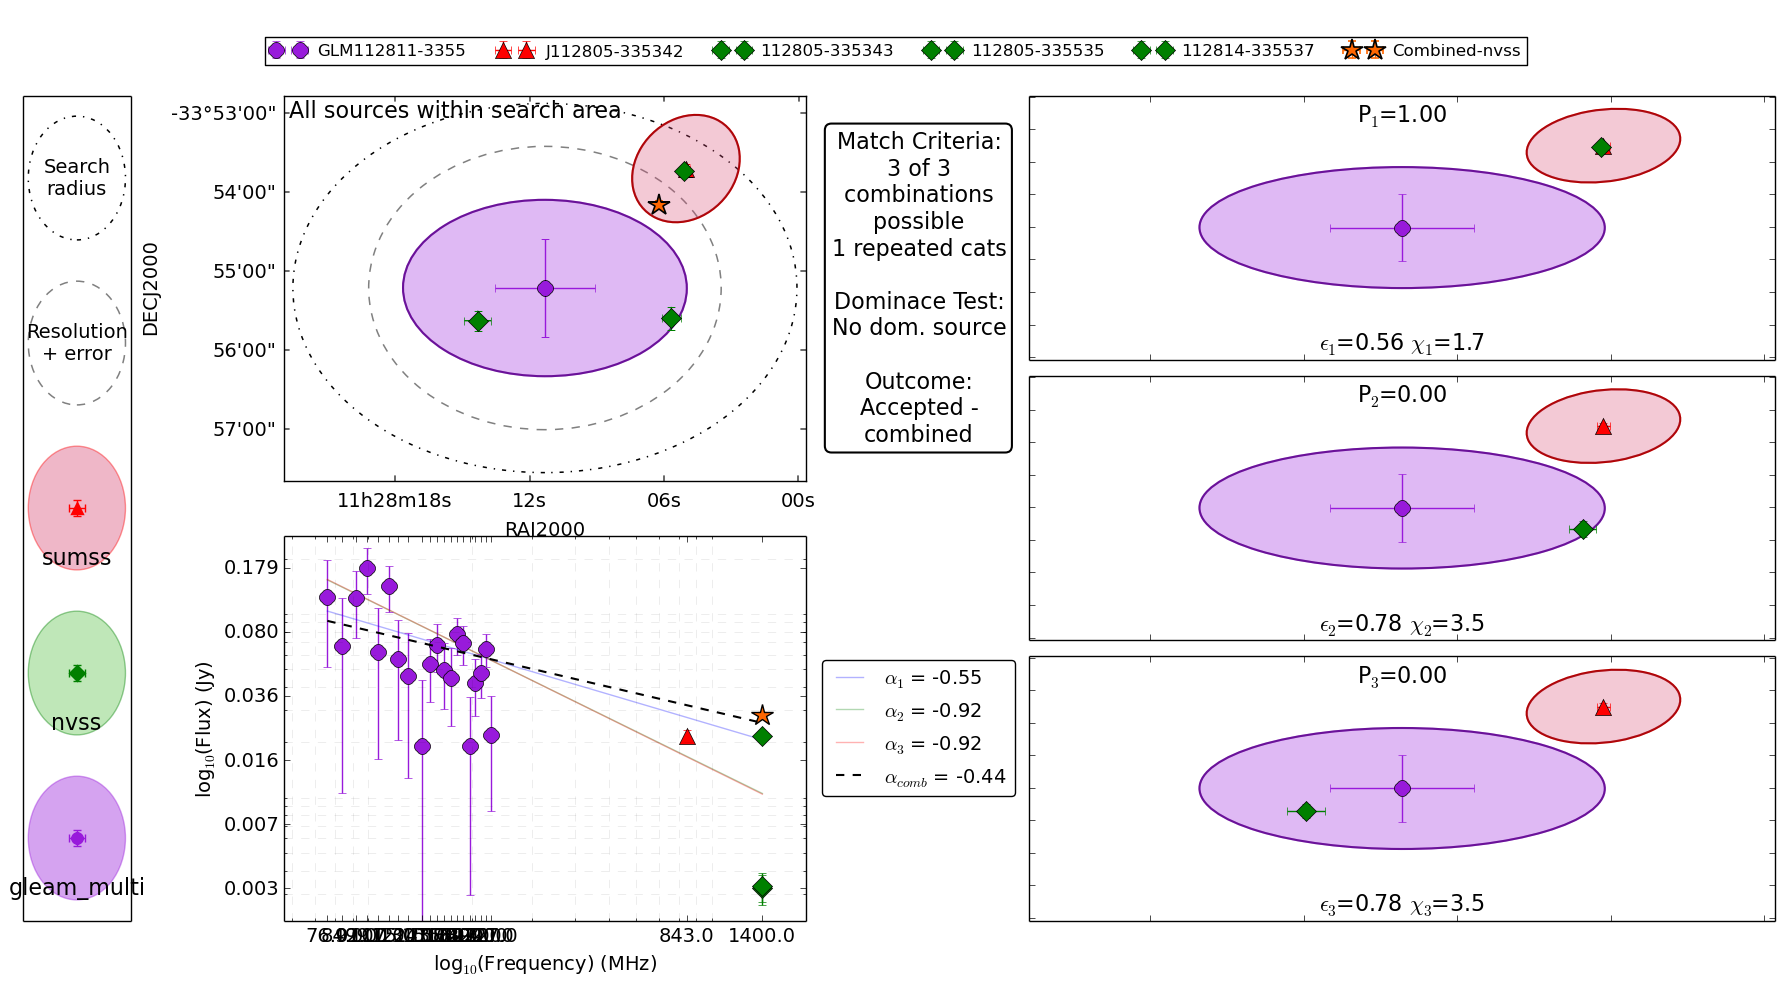 GLM112811-3355 J112805-335342 112805-335343 112805-335535 112814-335537 Combined-nvss
Search
radius
Resolution
+ error
sumss
nvss
gleam_multi
All sources within search area
-33°53'00"
54'00"
55'00"
56'00"
57'00"
DECJ2000
11h28m18s 12s 06s 00s
RAJ2000
Match Criteria:
3 of 3
combinations
possible
1 repeated cats
Dominace Test:
No dom. source
Outcome:
Accepted -
combined
P1=1.00
ϵ1=0.56 χ1=1.7
P2=0.00
ϵ2=0.78 χ2=3.5
P3=0.00
ϵ3=0.78 χ3=3.5
0.179
0.080
0.036
0.016
0.007
0.003
log10(Flux) (Jy)
843.0 1400.0
log10(Frequency) (MHz)
α1 = -0.55
α2 = -0.92
α3 = -0.92
αcomb = -0.44